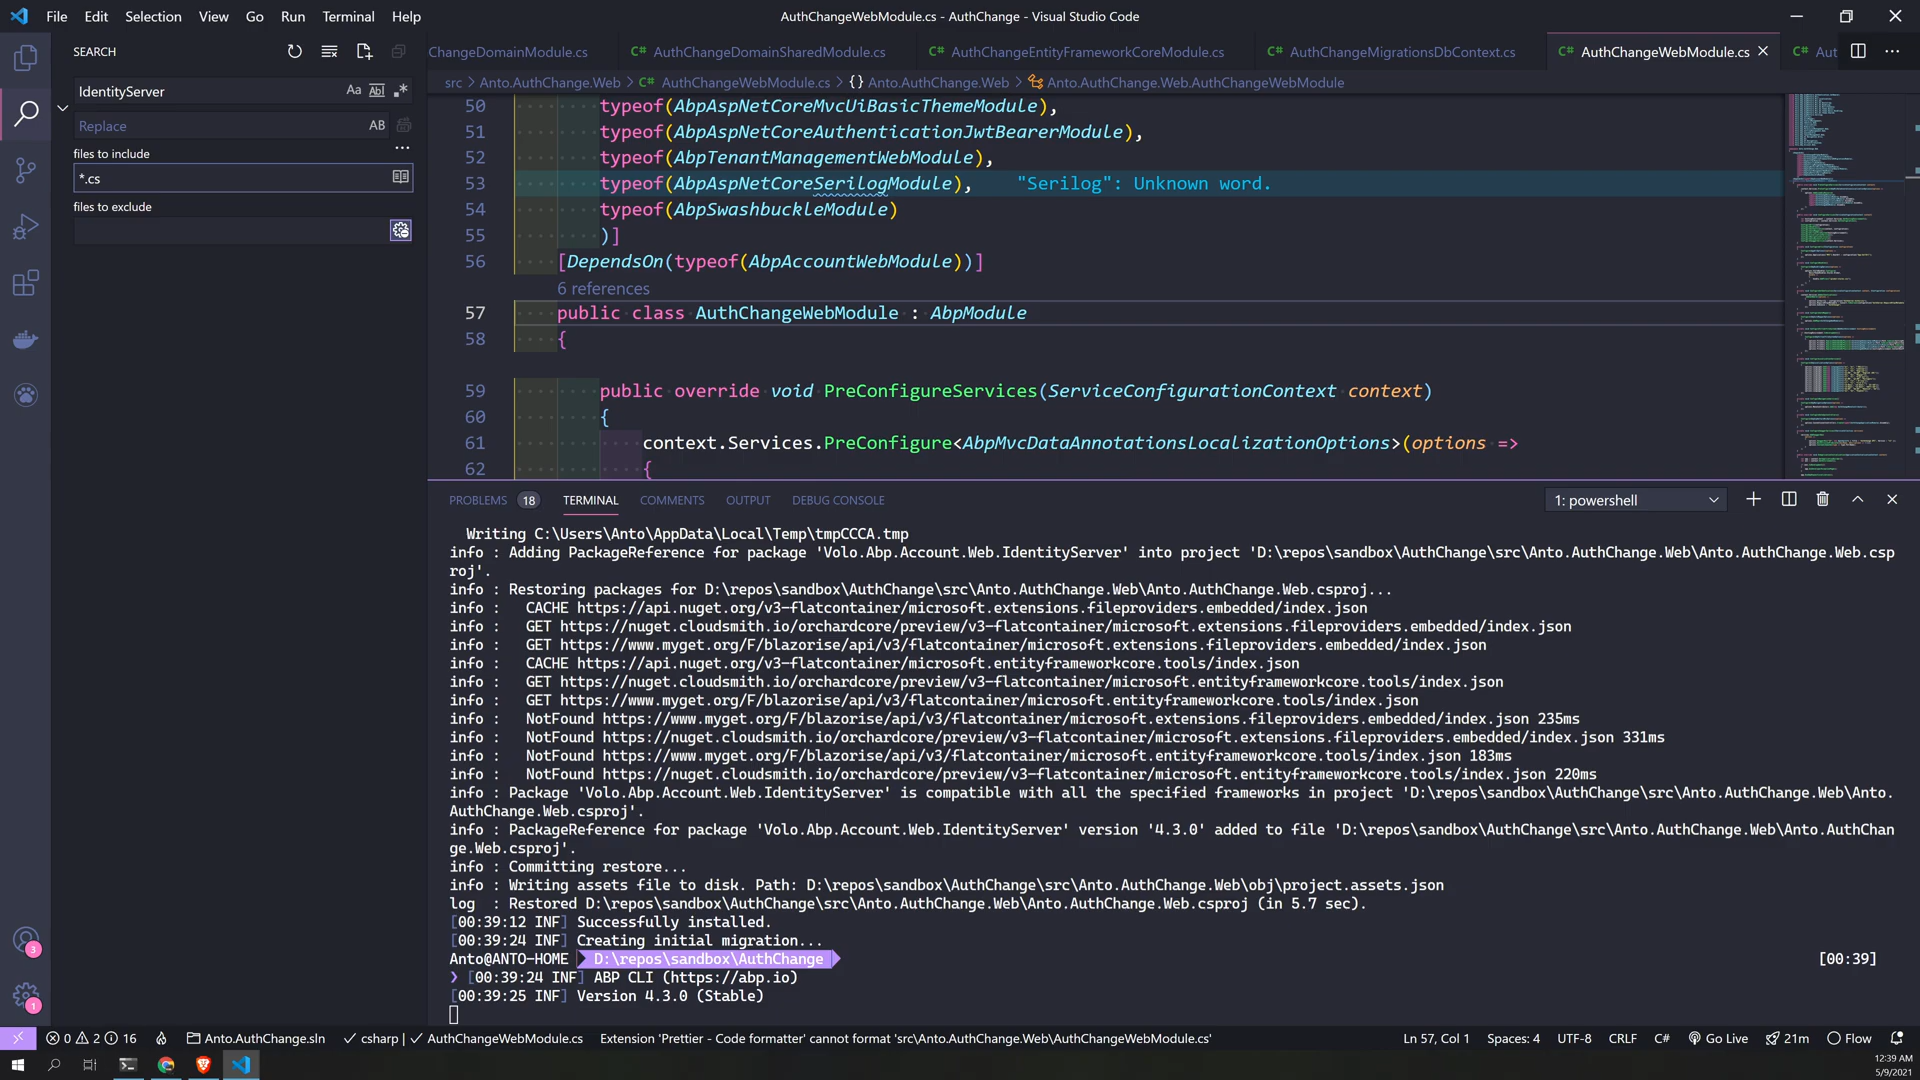 File Edit Selection View Go Run Terminal Help
AuthChangeWebModule.cs - AuthChange - Visual Studio Code
SEARCH
IdentityServer
Aa Abl .*
Replace
AB
files to include
*.cs
files to exclude
ChangeDomainModule.cs
C# AuthChangeDomainSharedModule.cs
C# AuthChangeEntityFrameworkCoreModule.cs
C# AuthChangeMigrationsDbContext.cs
C# AuthChangeWebModule.cs
C# Aut
src > Anto.AuthChange.Web > C# AuthChangeWebModule.cs > {} Anto.AuthChange.Web > Anto.AuthChange.Web.AuthChangeWebModule
50 typeof(AbpAspNetCoreMvcUiBasicThemeModule),
51 typeof(AbpAspNetCoreAuthenticationJwtBearerModule),
52 typeof(AbpTenantManagementWebModule),
53 typeof(AbpAspNetCoreSerilogModule), "Serilog": Unknown word.
54 typeof(AbpSwashbuckleModule)
55 )]
56 [DependsOn(typeof(AbpAccountWebModule))]
6 references
57 public class AuthChangeWebModule : AbpModule
58 {
59 public override void PreConfigureServices(ServiceConfigurationContext context)
60 {
61 context.Services.PreConfigure<AbpMvcDataAnnotationsLocalizationOptions>(options =>
62 {
PROBLEMS 18 TERMINAL COMMENTS OUTPUT DEBUG CONSOLE
1: powershell
Writing C:\Users\Anto\AppData\Local\Temp\tmpCCCA.tmp
info : Adding PackageReference for package 'Volo.Abp.Account.Web.IdentityServer' into project 'D:\repos\sandbox\AuthChange\src\Anto.AuthChange.Web\Anto.AuthChange.Web.csp
roj'.
info : Restoring packages for D:\repos\sandbox\AuthChange\src\Anto.AuthChange.Web\Anto.AuthChange.Web.csproj...
info : CACHE https://api.nuget.org/v3-flatcontainer/microsoft.extensions.fileproviders.embedded/index.json
info : GET https://nuget.cloudsmith.io/orchardcore/preview/v3-flatcontainer/microsoft.extensions.fileproviders.embedded/index.json
info : GET https://www.myget.org/F/blazorise/api/v3/flatcontainer/microsoft.extensions.fileproviders.embedded/index.json
info : CACHE https://api.nuget.org/v3-flatcontainer/microsoft.entityframeworkcore.tools/index.json
info : GET https://nuget.cloudsmith.io/orchardcore/preview/v3-flatcontainer/microsoft.entityframeworkcore.tools/index.json
info : GET https://www.myget.org/F/blazorise/api/v3/flatcontainer/microsoft.entityframeworkcore.tools/index.json
info : NotFound https://www.myget.org/F/blazorise/api/v3/flatcontainer/microsoft.extensions.fileproviders.embedded/index.json 235ms
info : NotFound https://nuget.cloudsmith.io/orchardcore/preview/v3-flatcontainer/microsoft.extensions.fileproviders.embedded/index.json 331ms
info : NotFound https://www.myget.org/F/blazorise/api/v3/flatcontainer/microsoft.entityframeworkcore.tools/index.json 183ms
info : NotFound https://nuget.cloudsmith.io/orchardcore/preview/v3-flatcontainer/microsoft.entityframeworkcore.tools/index.json 220ms
info : Package 'Volo.Abp.Account.Web.IdentityServer' is compatible with all the specified frameworks in project 'D:\repos\sandbox\AuthChange\src\Anto.AuthChange.Web\Anto.
AuthChange.Web.csproj'.
info : PackageReference for package 'Volo.Abp.Account.Web.IdentityServer' version '4.3.0' added to file 'D:\repos\sandbox\AuthChange\src\Anto.AuthChange.Web\Anto.AuthChan
ge.Web.csproj'.
info : Committing restore...
info : Writing assets file to disk. Path: D:\repos\sandbox\AuthChange\src\Anto.AuthChange.Web\obj\project.assets.json
log : Restored D:\repos\sandbox\AuthChange\src\Anto.AuthChange.Web\Anto.AuthChange.Web.csproj (in 5.7 sec).
[00:39:12 INF] Successfully installed.
[00:39:24 INF] Creating initial migration...
Anto@ANTO-HOME D:\repos\sandbox\AuthChange [00:39]
❯ [00:39:24 INF] ABP CLI (https://abp.io)
[00:39:25 INF] Version 4.3.0 (Stable)
3
1
0 2 16 Anto.AuthChange.sln ✓ csharp | ✓ AuthChangeWebModule.cs Extension 'Prettier - Code formatter' cannot format 'src\Anto.AuthChange.Web\AuthChangeWebModule.cs' Ln 57, Col 1 Spaces: 4 UTF-8 CRLF C# Go Live 21m Flow
12:39 AM
5/9/2021